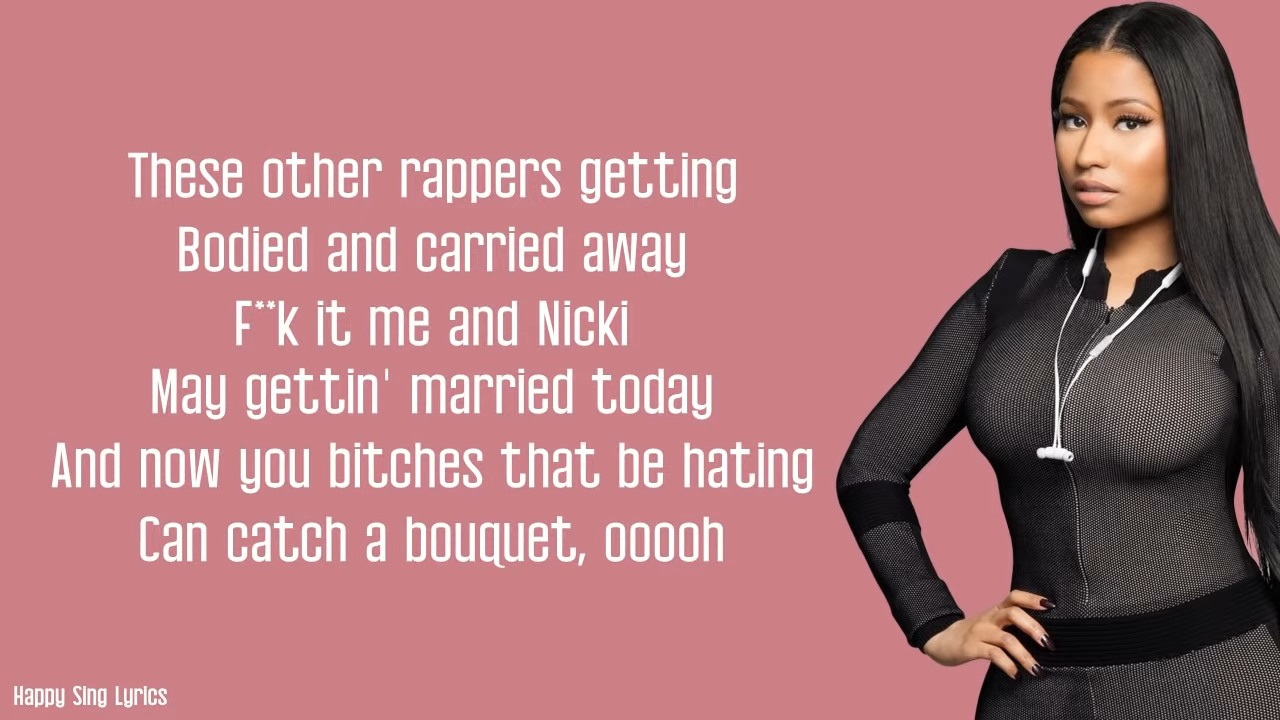 These other rappers getting
Bodied and carried away
F**k it me and Nicki
May gettin' married today
And now you bitches that be hating
Can catch a bouquet, ooooh
Happy Sing Lyrics